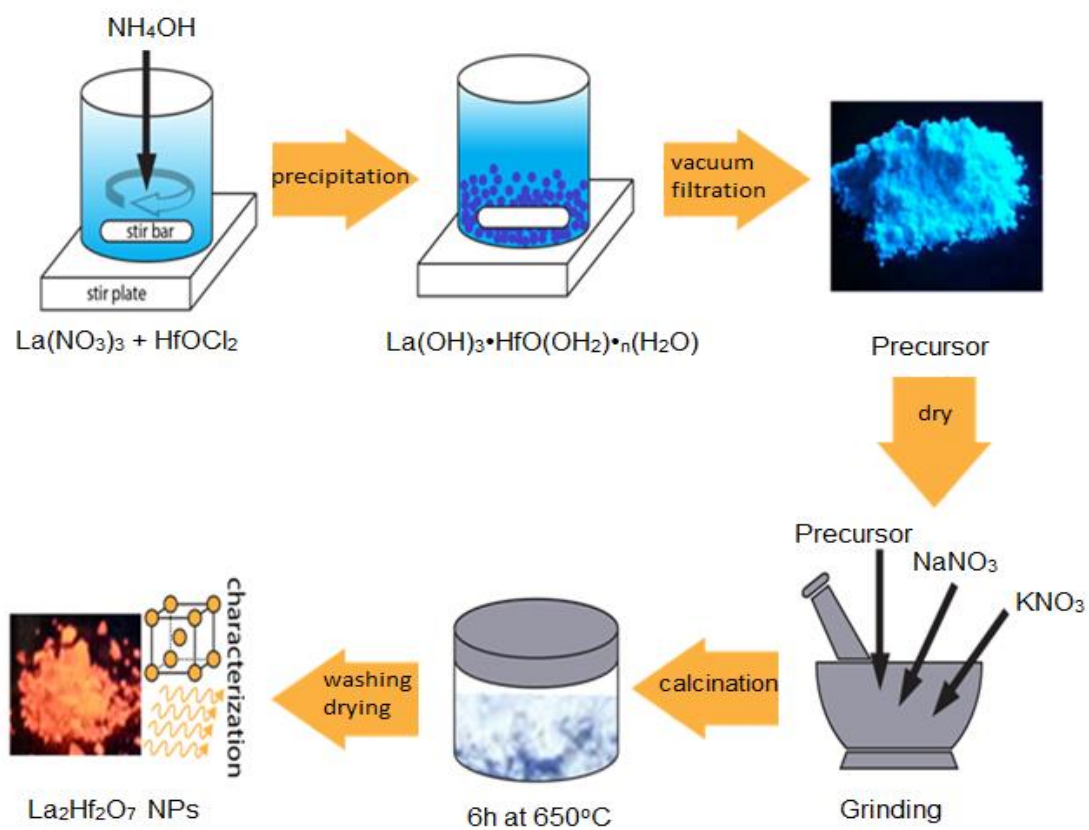 NH₄OH
stir bar
stir plate
La(NO₃)₃ + HfOCl₂
precipitation
La(OH)₃•HfO(OH₂)•ₙ(H₂O)
vacuum
filtration
Precursor
dry
Precursor
NaNO₃
KNO₃
Grinding
calcination
6h at 650ºC
washing
drying
characterization
La₂Hf₂O₇ NPs